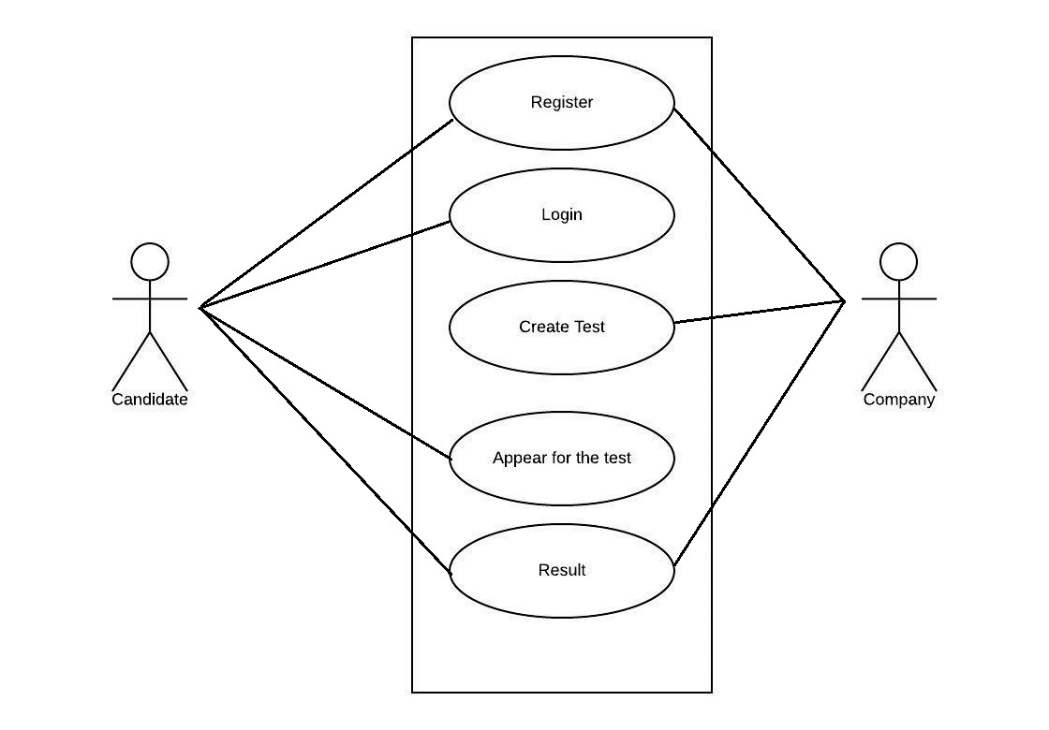 Register
Login
Create Test
Candidate
Company
Appear for the test
Result